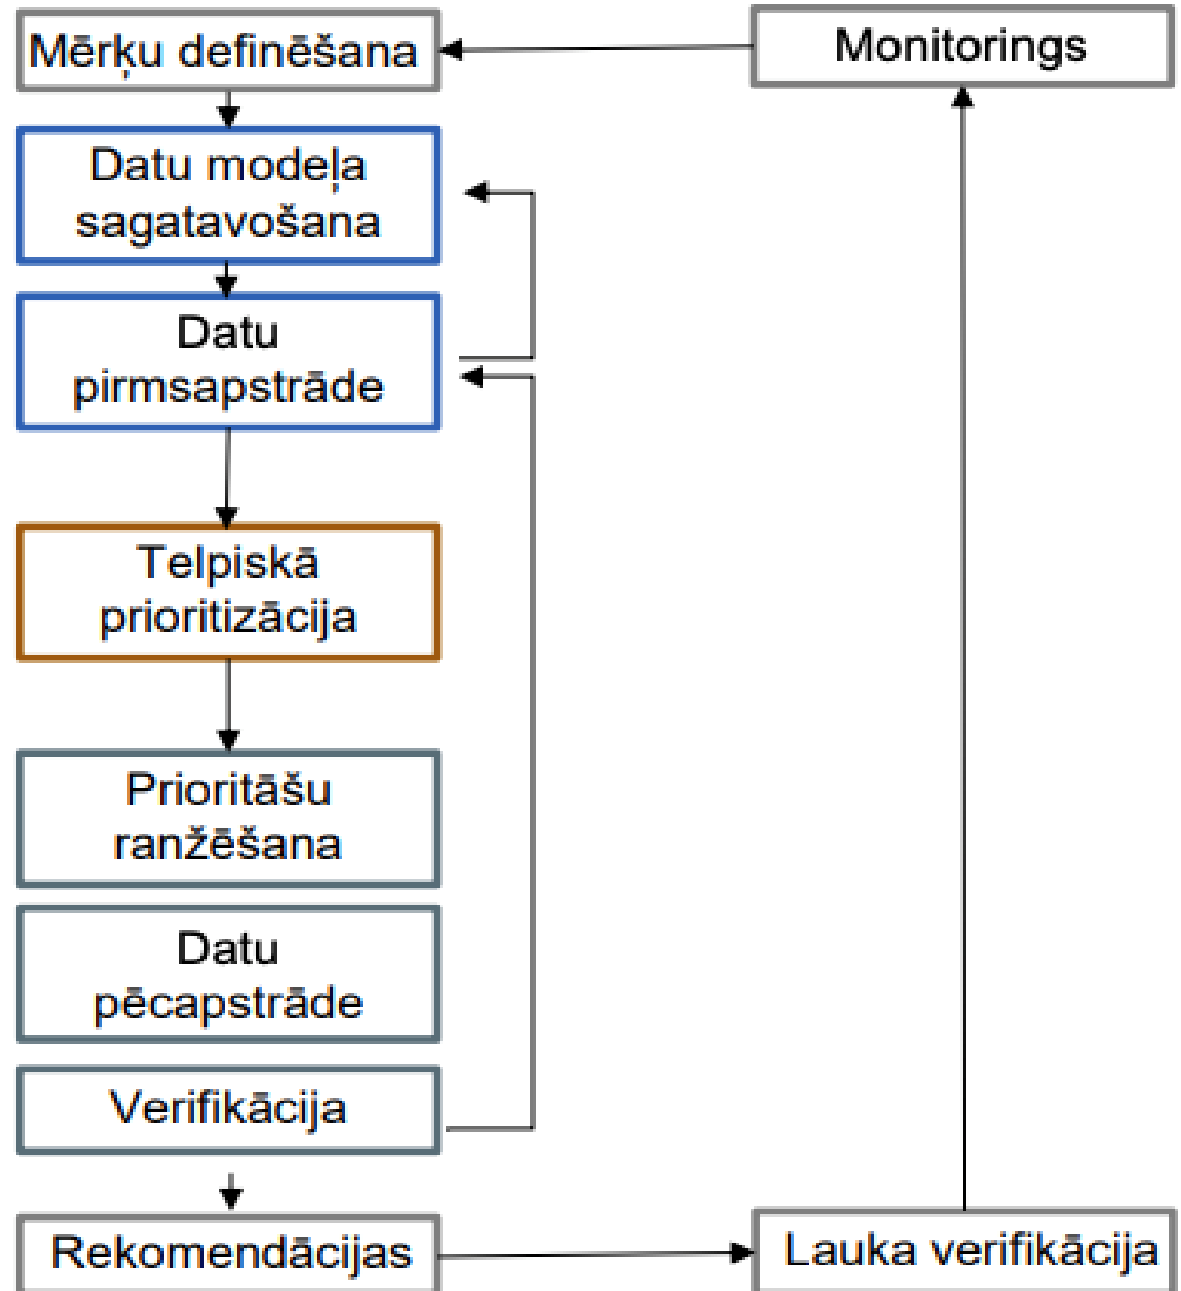 Mērķu definēšana
Monitorings
Datu modeļa
sagatavošana
Datu
pirmsapstrāde
Telpiskā
prioritizācija
Prioritāšu
ranžēšana
Datu
pēcapstrāde
Verifikācija
Rekomendācijas
Lauka verifikācija